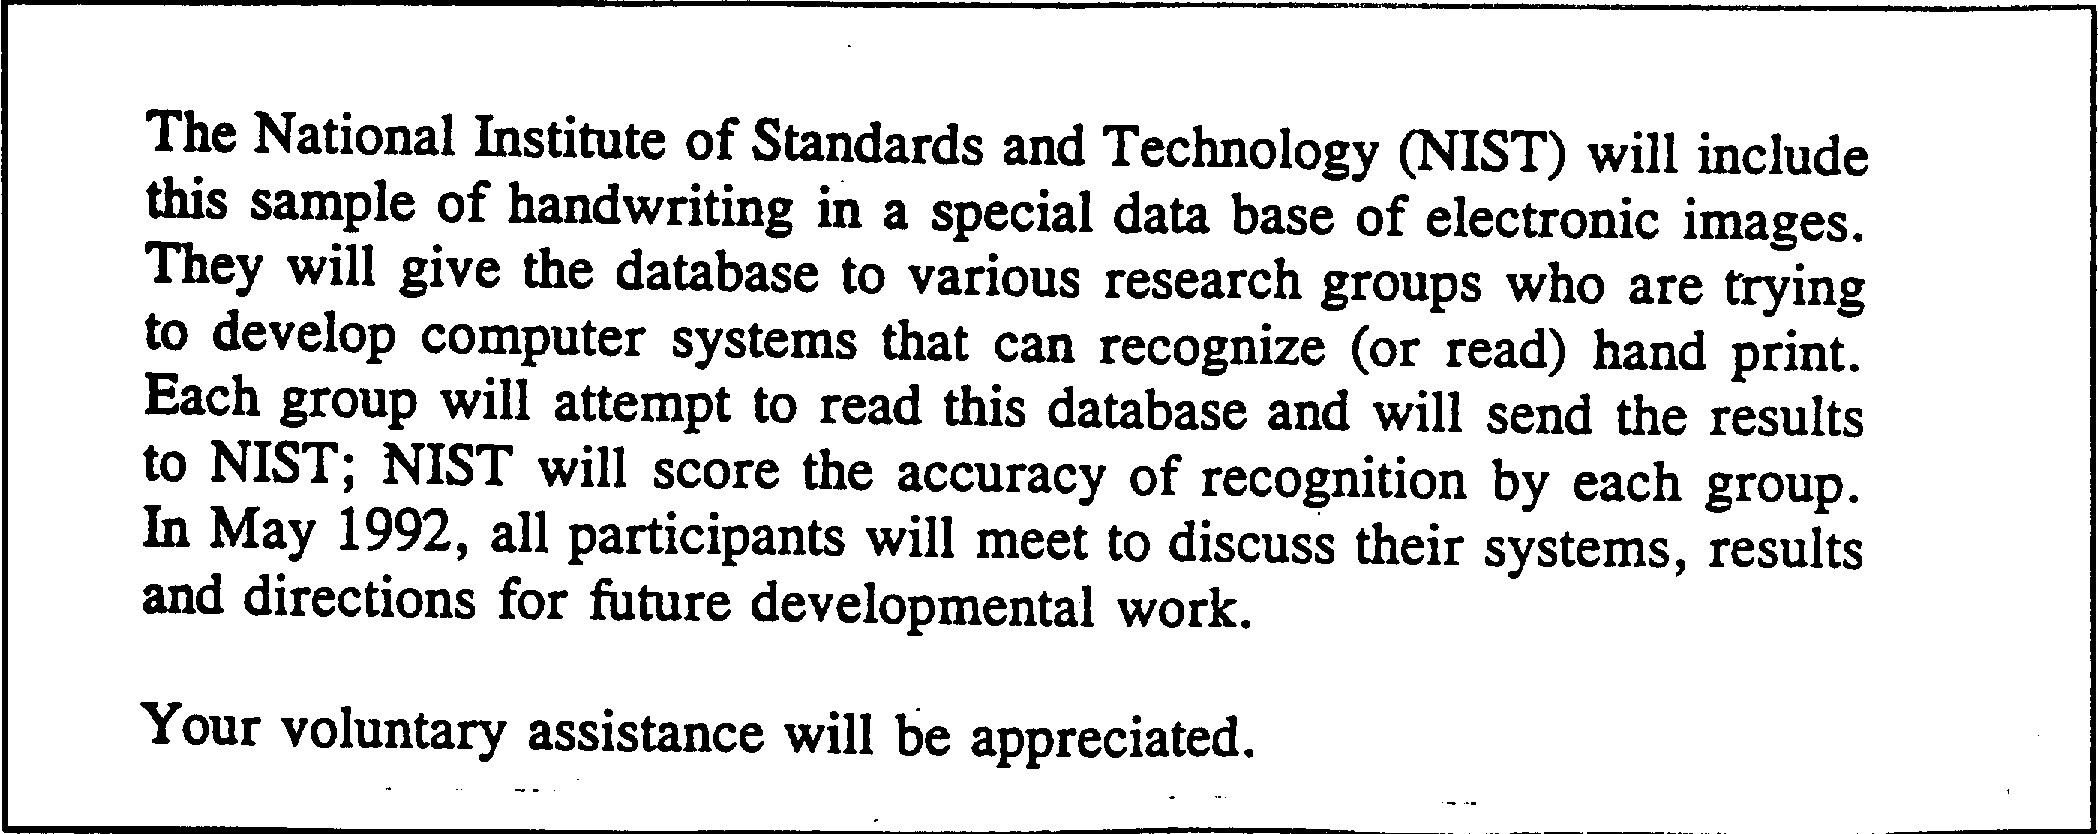 The National Institute of Standards and Technology (NIST) will include
this sample of handwriting in a special data base of electronic images.
They will give the database to various research groups who are trying
to develop computer systems that can recognize (or read) hand print.
Each group will attempt to read this database and will send the results
to NIST; NIST will score the accuracy of recognition by each group.
In May 1992, all participants will meet to discuss their systems, results
and directions for future developmental work.
Your voluntary assistance will be appreciated.